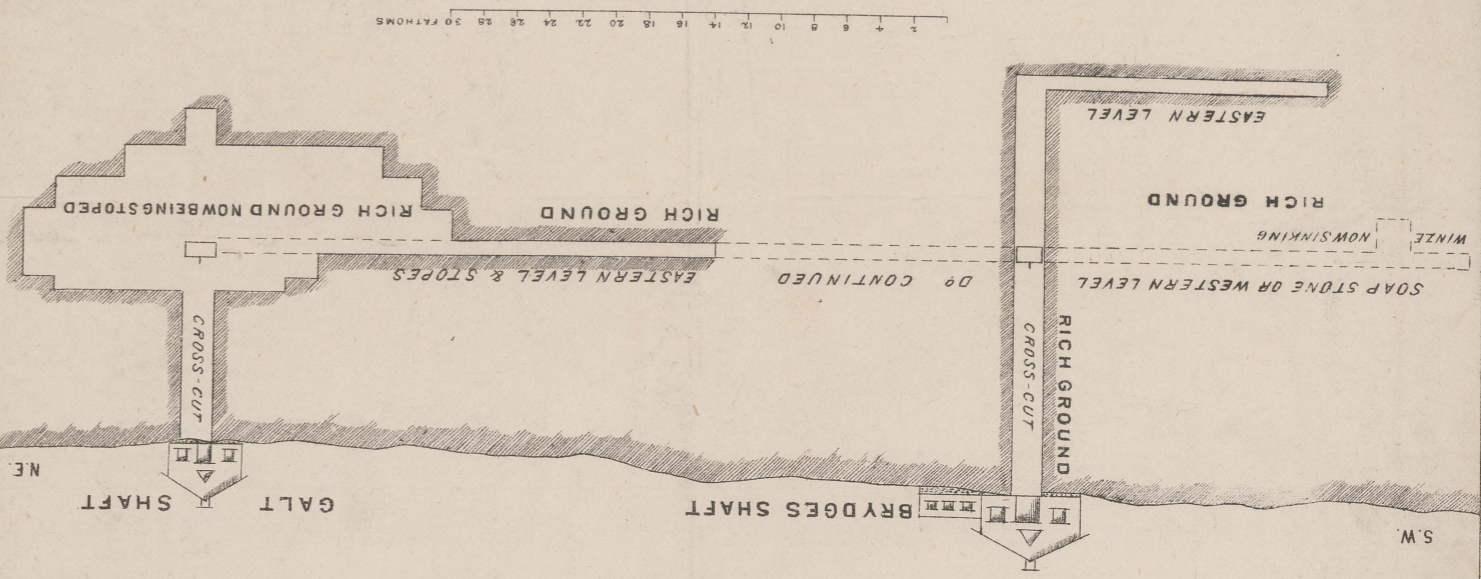 S.W.
BRYDGES SHAFT
GALT SHAFT
N.E.
RICH GROUND
CROSS-CUT
CROSS-CUT
SOAP STONE OR WESTERN LEVEL
Dº CONTINUED
EASTERN LEVEL & STOPES
WINZE NOW SINKING
RICH GROUND
RICH GROUND
RICH GROUND NOW BEING STOPED
EASTERN LEVEL
2 4 6 8 10 12 14 16 18 20 22 24 26 28 30 FATHOMS